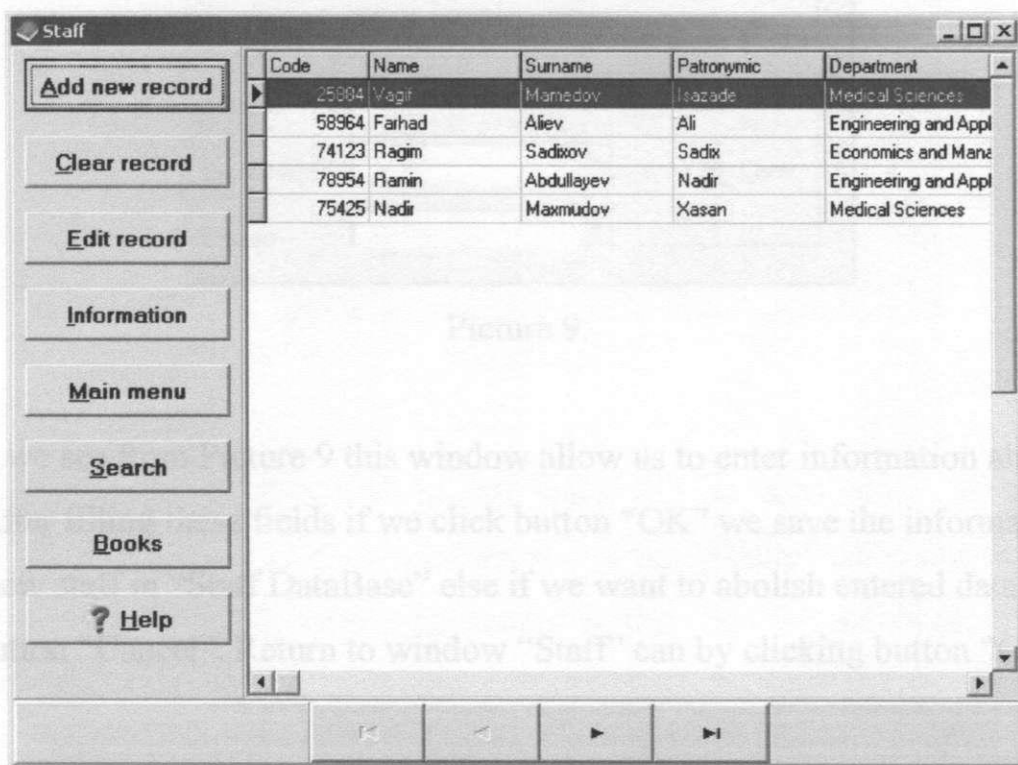 Staff
Code Name Surname Patronymic Department
25884 Vagif Mamedov Isazade Medical Sciences
58964 Farhad Aliev Ali Engineering and Appl
74123 Ragim Sadixov Sadix Economics and Mana
78954 Ramin Abdullayev Nadir Engineering and Appl
75425 Nadir Maxmudov Xasan Medical Sciences
Add new record
Clear record
Edit record
Information
Main menu
Search
Books
? Help
Picture 9.
we see from Picture 9 this window allow us to enter information
filling these fields if we click button "OK" we save the
in "Staff DataBase" else if we want to abolish entered
"Cancel". Return to window "Staff" can by clicking button